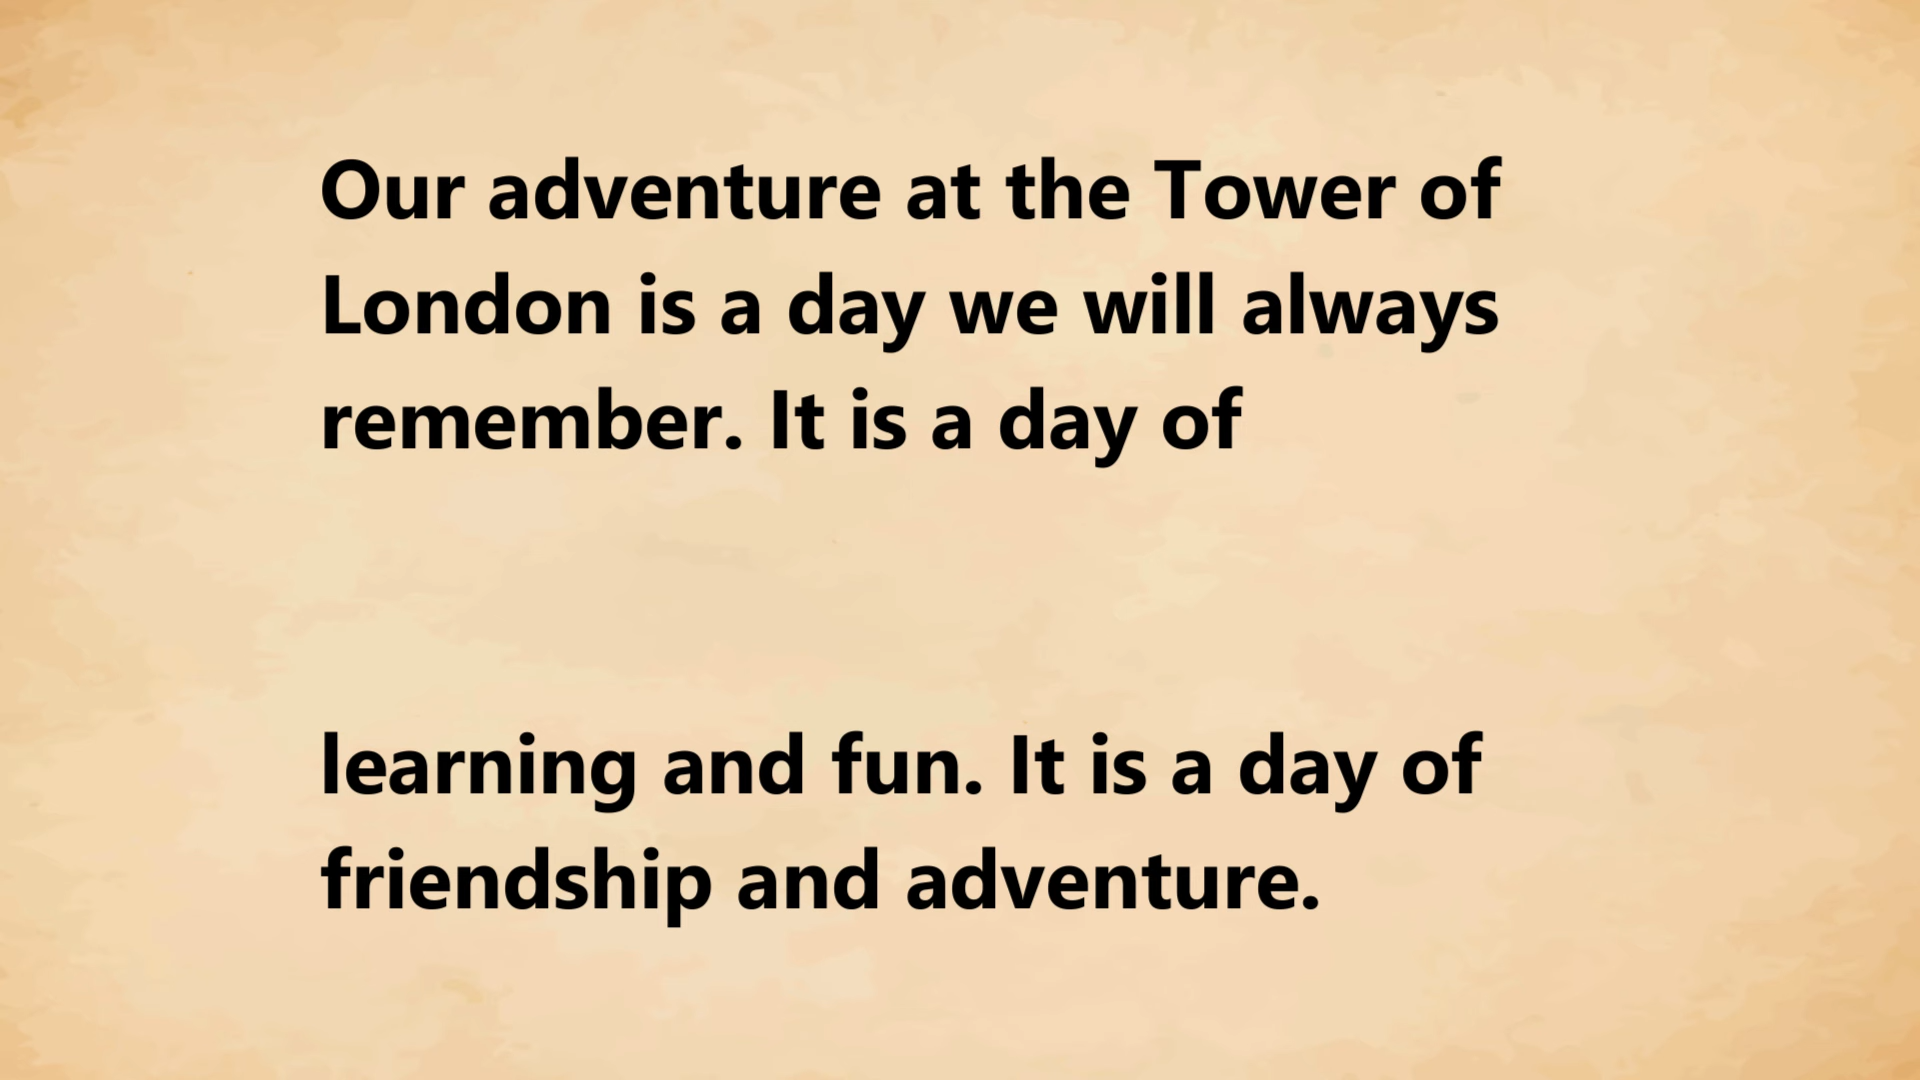 Our adventure at the Tower of
London is a day we will always
remember. It is a day of
learning and fun. It is a day of
friendship and adventure.